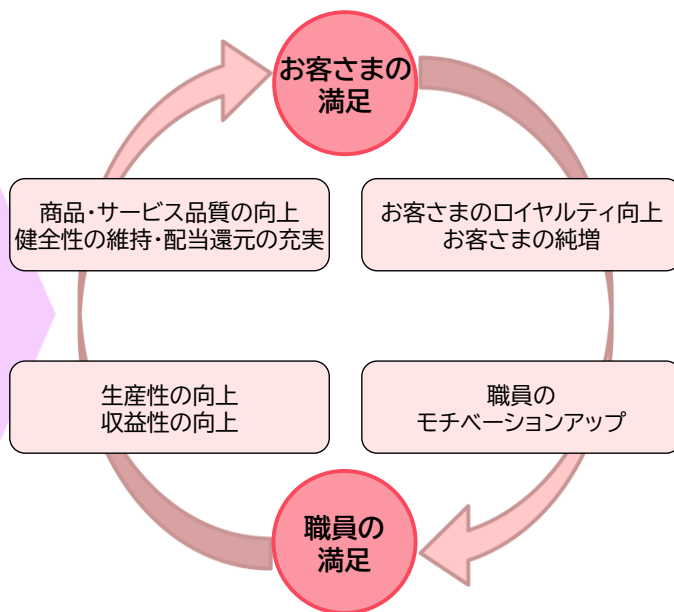 お客さまの
満足
商品・サービス品質の向上
健全性の維持・配当還元の充実
お客さまのロイヤルティ向上
お客さまの純増
生産性の向上
収益性の向上
職員の
モチベーションアップ
職員の
満足